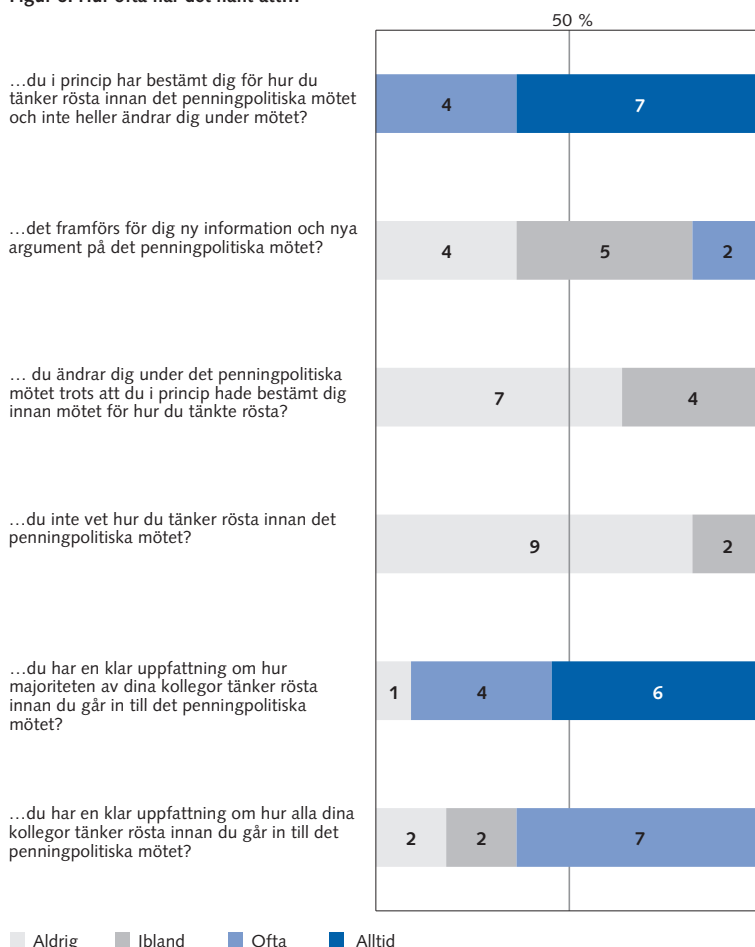 50 %
…du i princip har bestämt dig för hur du
tänker rösta innan det penningpolitiska mötet
och inte heller ändrar dig under mötet?
4 7
…det framförs för dig ny information och nya
argument på det penningpolitiska mötet?
4 5 2
… du ändrar dig under det penningpolitiska
mötet trots att du i princip hade bestämt dig
innan mötet för hur du tänkte rösta?
7 4
…du inte vet hur du tänker rösta innan det
penningpolitiska mötet?
9 2
…du har en klar uppfattning om hur
majoriteten av dina kollegor tänker rösta
innan du går in till det penningpolitiska
mötet?
1 4 6
…du har en klar uppfattning om hur alla dina
kollegor tänker rösta innan du går in till det
penningpolitiska mötet?
2 2 7
Aldrig Ibland Ofta Alltid